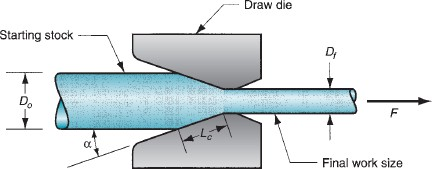 Draw die
Starting stock
Df
Do
F
Lc
α
Final work size